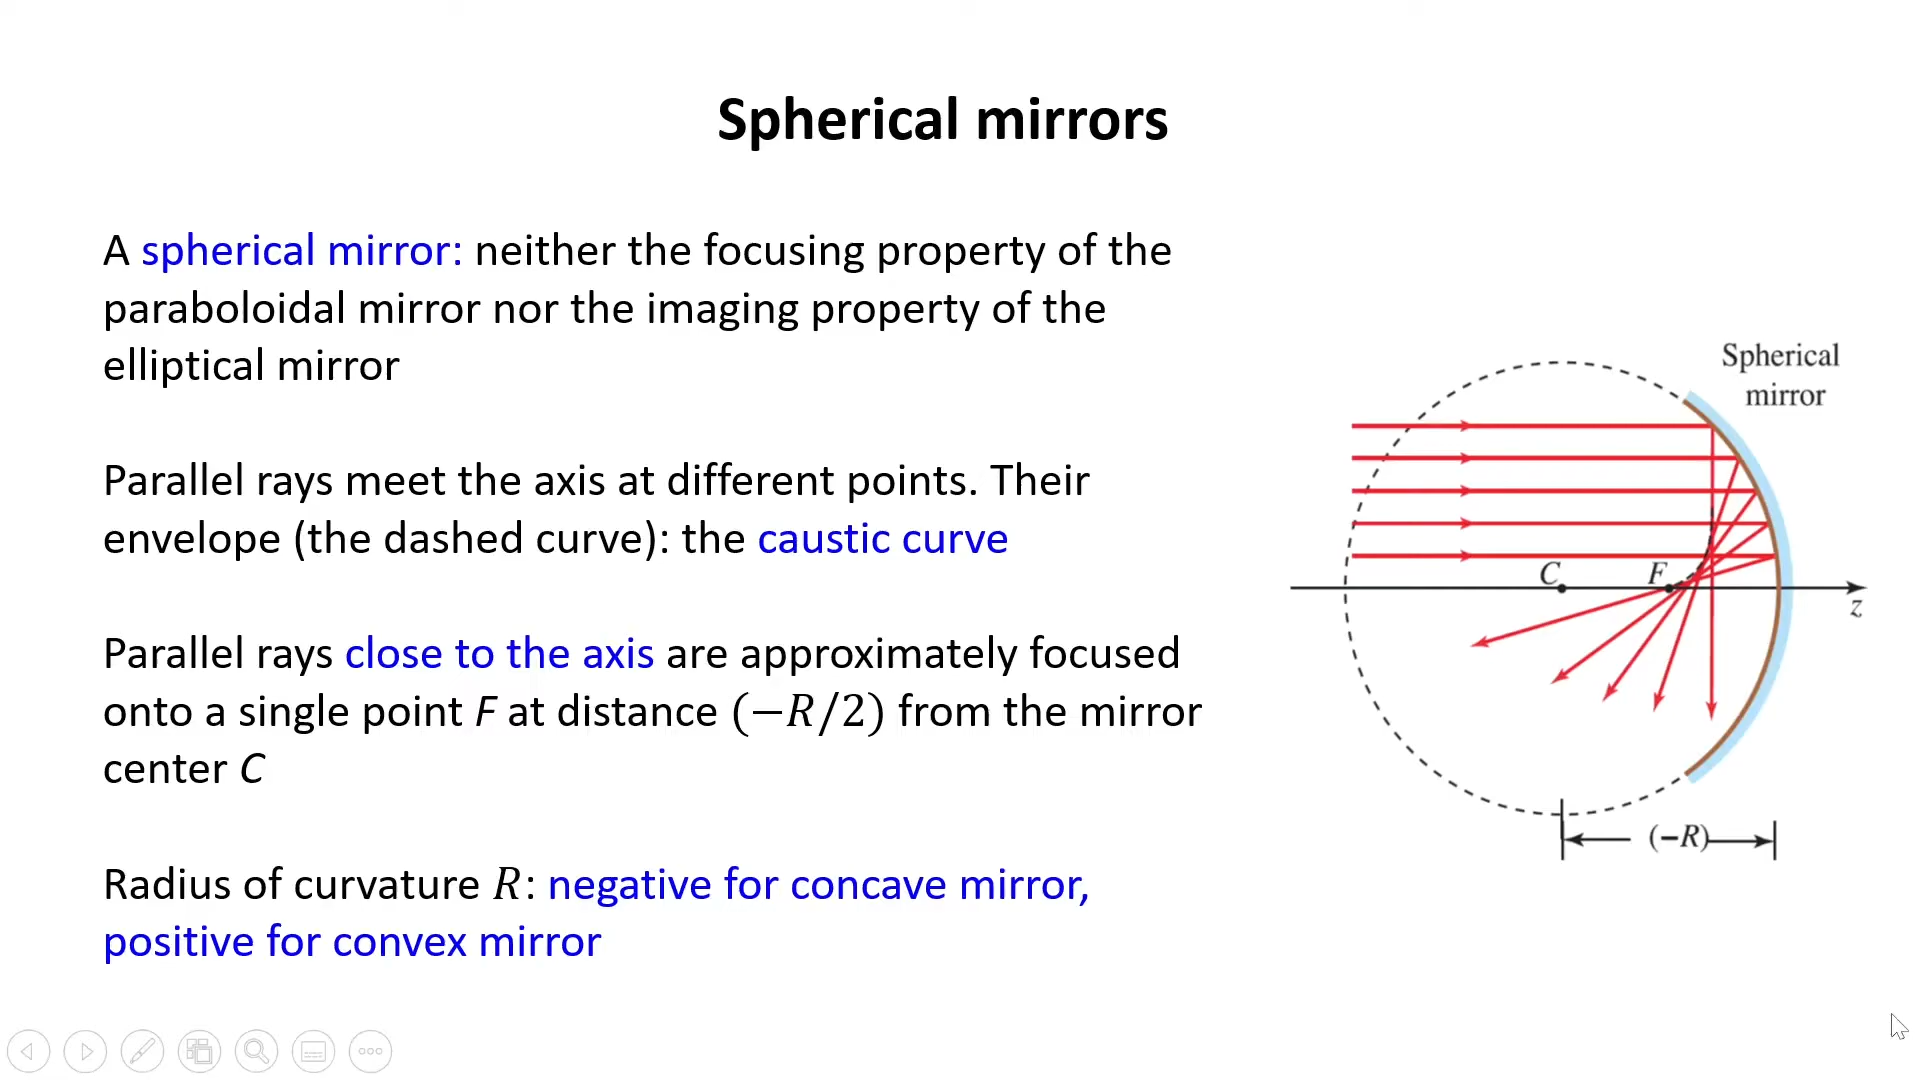 Spherical mirrors
A spherical mirror: neither the focusing property of the
paraboloidal mirror nor the imaging property of the
elliptical mirror
Parallel rays meet the axis at different points. Their
envelope (the dashed curve): the caustic curve
Parallel rays close to the axis are approximately focused
onto a single point F at distance (−R/2) from the mirror
center C
Radius of curvature R: negative for concave mirror,
positive for convex mirror
Spherical
mirror
C
F
z
(−R)